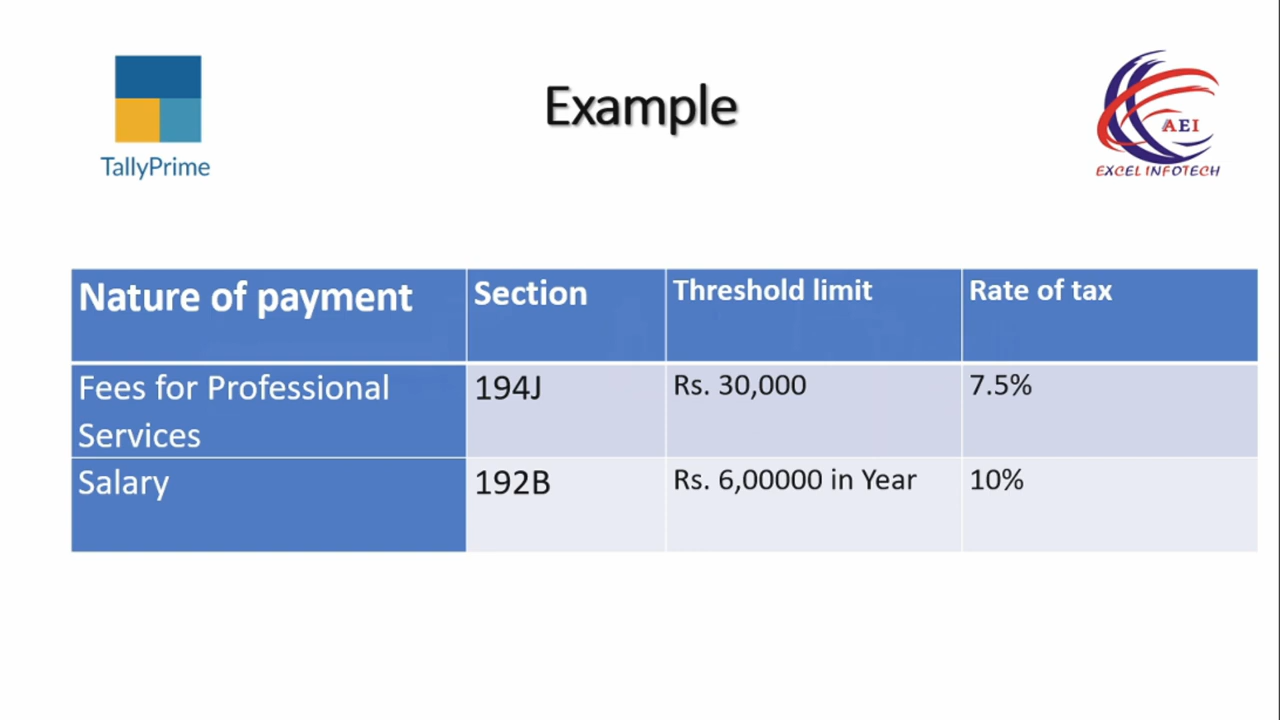 TallyPrime
Example
AEI
EXCEL INFOTECH
Nature of payment Section Threshold limit Rate of tax
Fees for Professional
Services 194J Rs. 30,000 7.5%
Salary 192B Rs. 6,00000 in Year 10%